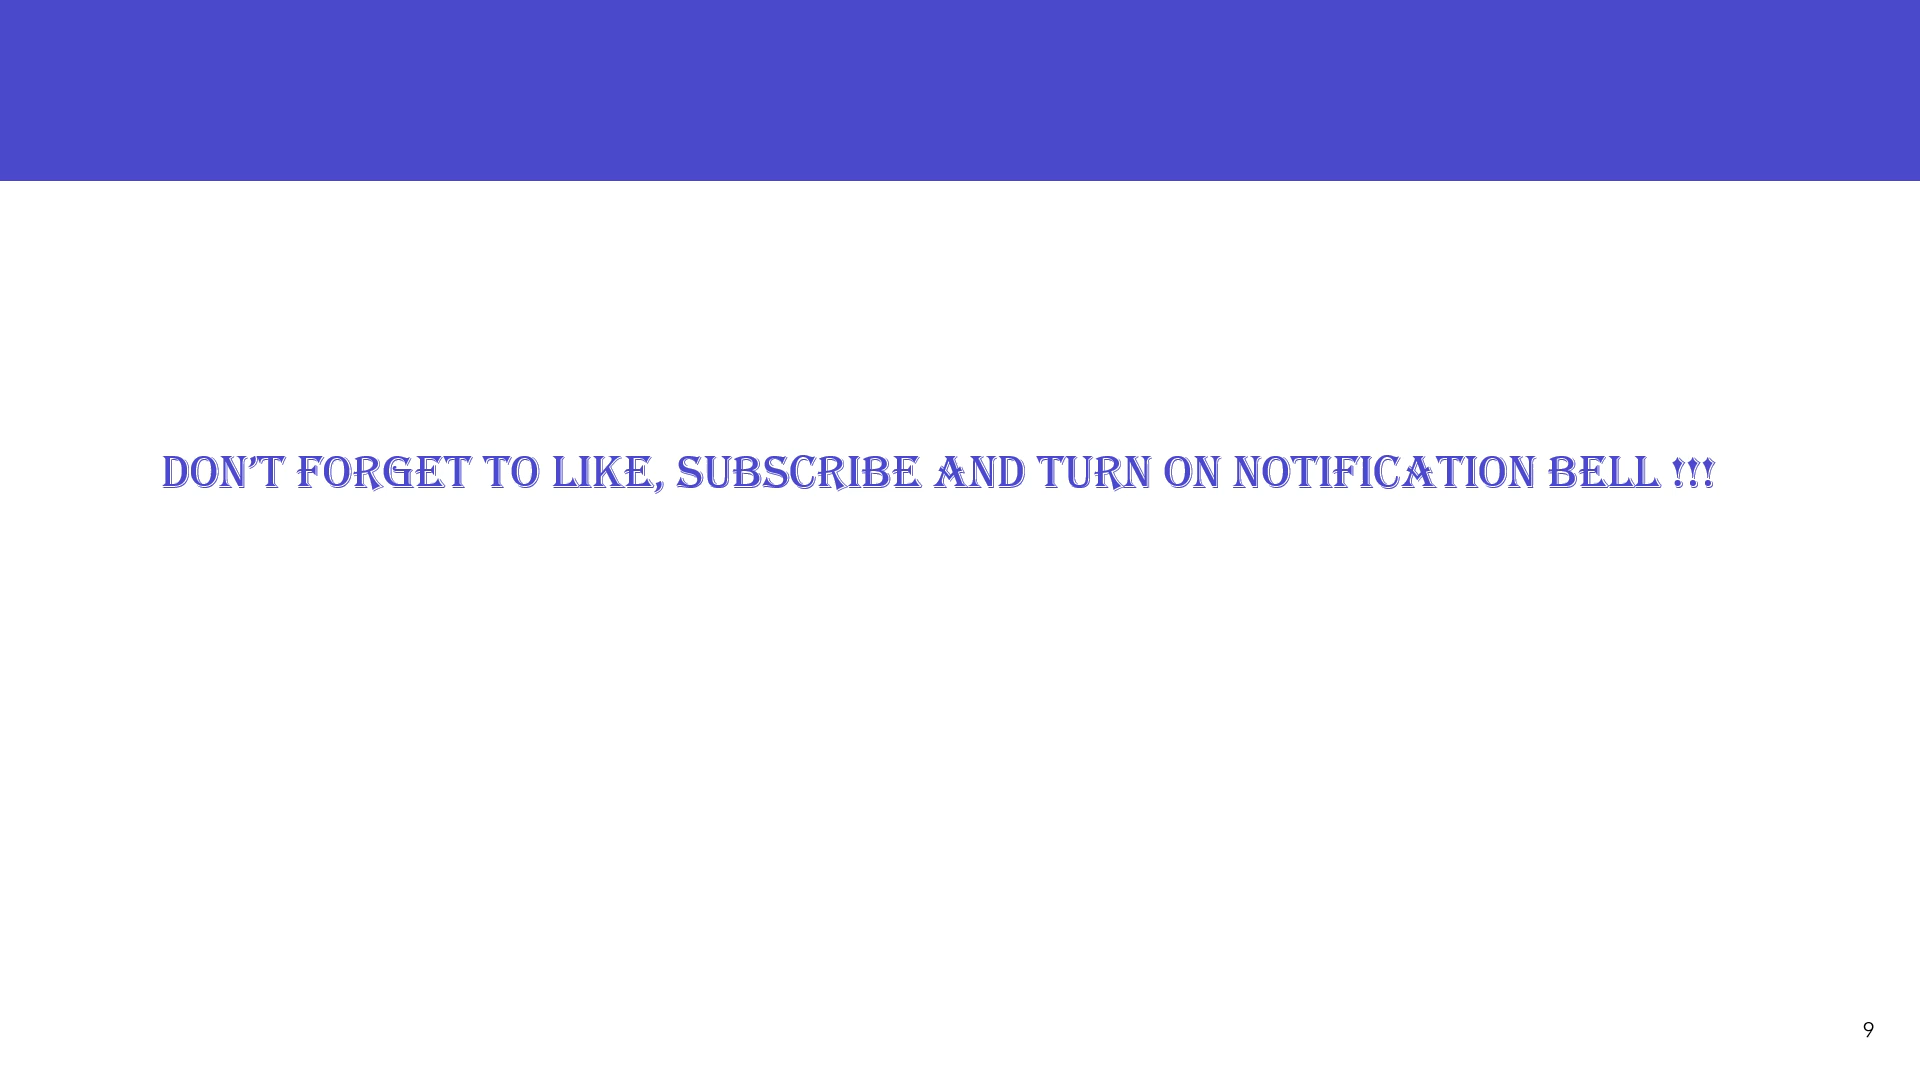 DON’T FORGET TO LIKE, SUBSCRIBE AND TURN ON NOTIFICATION BELL !!!
9